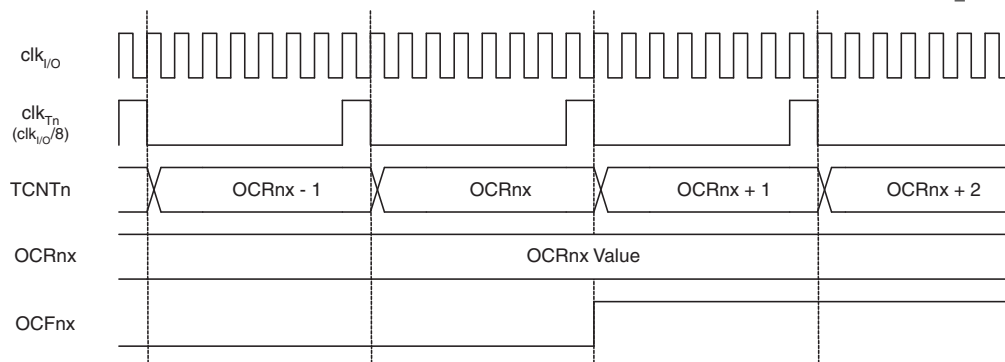 clkI/O
clkTn
(clkI/O/8)
TCNTn OCRnx - 1 OCRnx OCRnx + 1 OCRnx + 2
OCRnx OCRnx Value
OCFnx